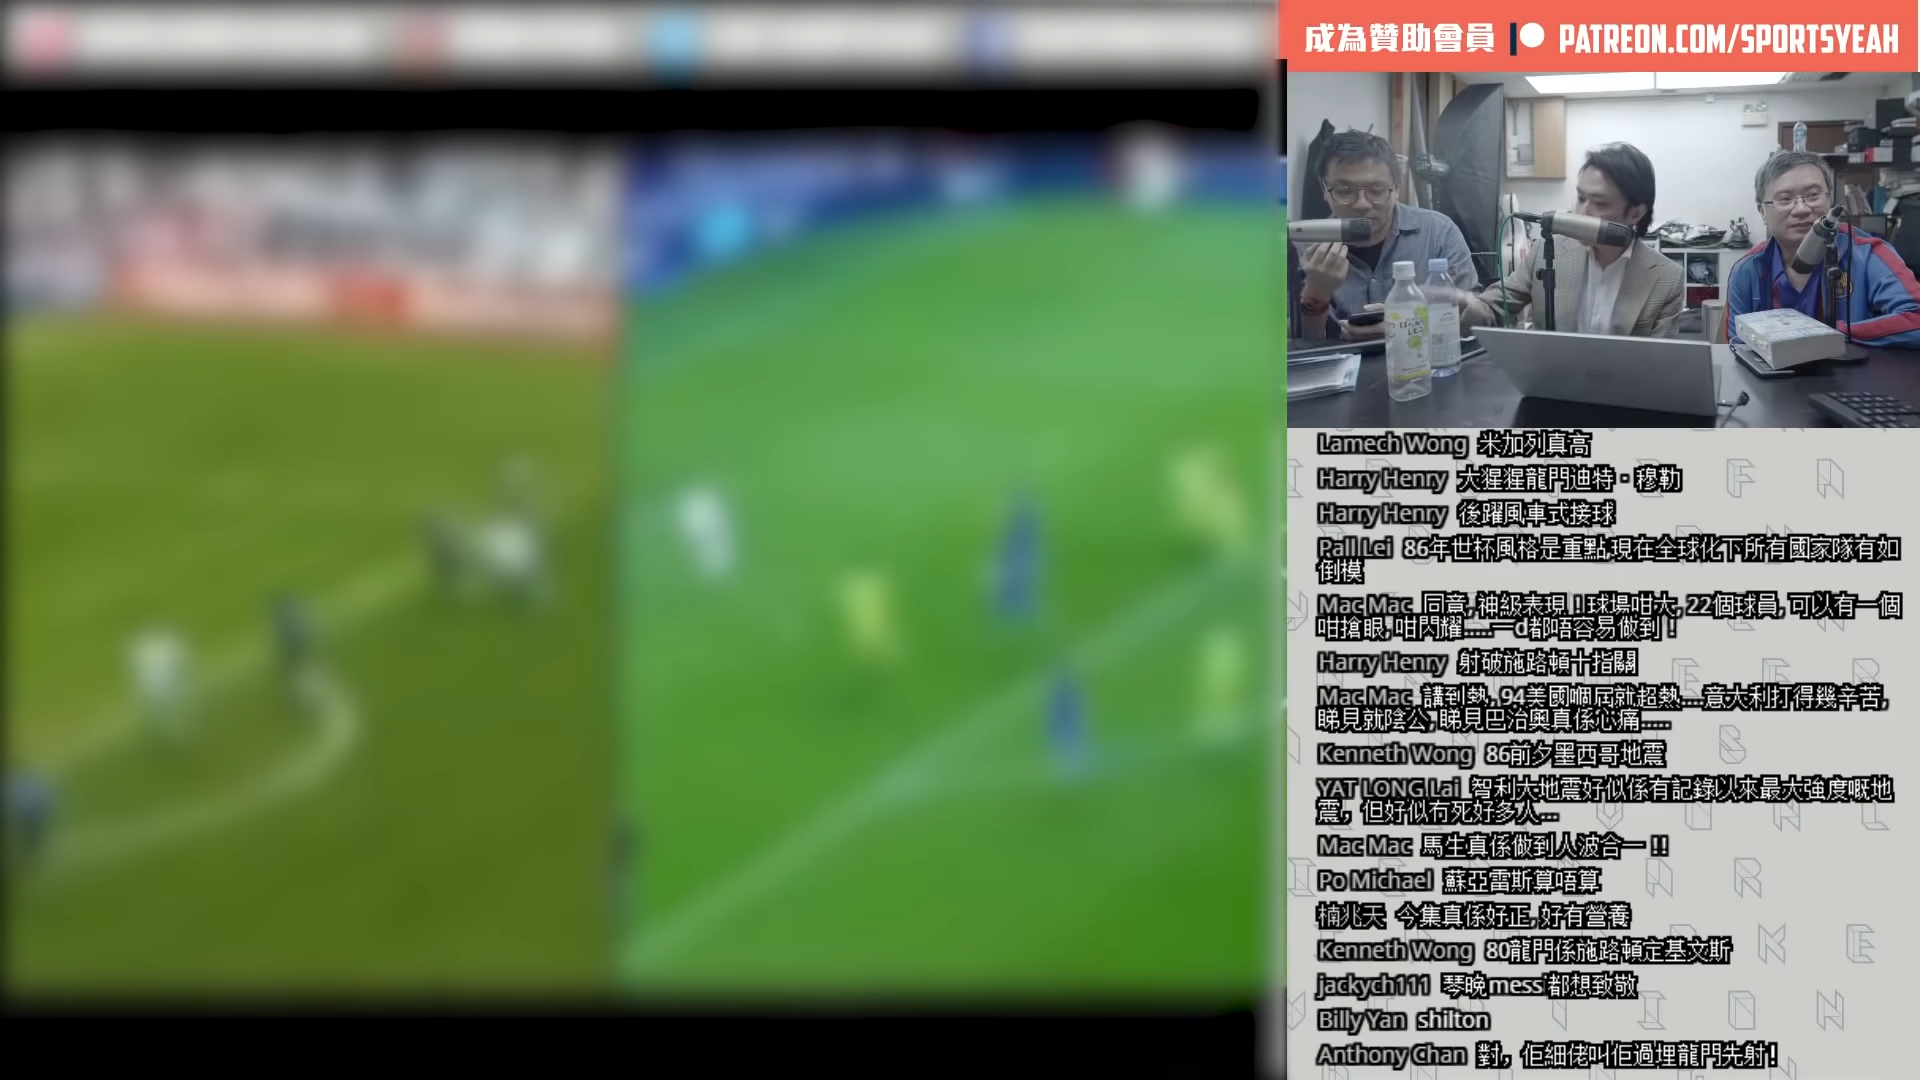 成為贊助會員 PATREON.COM/SPORTSYEAH
Lamech Wong 米加列真高
Harry Henry 大猩猩龍門迪特·穆勒
Harry Henry 後躍風車式接球
Pall Lei 86年世杯風格是重點,現在全球化下所有國家隊有如
倒模
Mac Mac 同意, 神級表現 ! 球場咁大, 22個球員, 可以有一個
咁搶眼, 咁閃耀.....一d都唔容易做到 !
Harry Henry 射破施路頓十指關
Mac Mac 講到熱, 94美國嗰屆就超熱....意大利打得幾辛苦,
睇見就陰公, 睇見巴治奧真係心痛.....
Kenneth Wong 86前夕墨西哥地震
YAT LONG Lai 智利大地震好似係有記錄以來最大強度嘅地
震，但好似冇死好多人...
Mac Mac 馬生真係做到人波合一 !!
Po Michael 蘇亞雷斯算唔算
楠兆天 今集真係好正, 好有營養
Kenneth Wong 80龍門係施路頓定基文斯
jackych111 琴晚messi都想致敬
Billy Yan shilton
Anthony Chan 對，佢細佬叫佢過埋龍門先射!